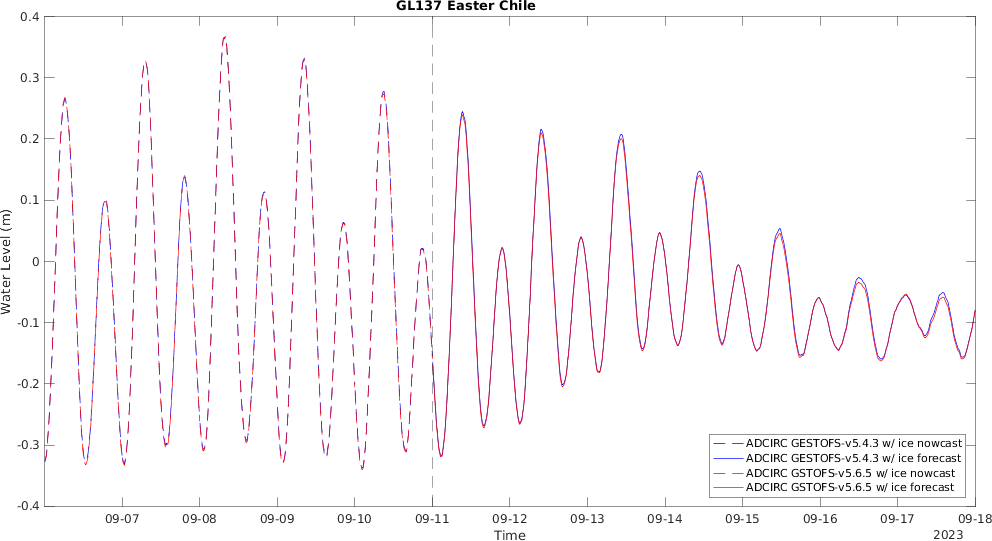 GL137 Easter Chile
Water Level (m)
0.4
0.3
0.2
0.1
0
-0.1
-0.2
-0.3
-0.4
ADCIRC GESTOFS-v5.4.3 w/ ice nowcast
ADCIRC GESTOFS-v5.4.3 w/ ice forecast
ADCIRC GSTOFS-v5.6.5 w/ ice nowcast
ADCIRC GSTOFS-v5.6.5 w/ ice forecast
09-07 09-08 09-09 09-10 09-11 09-12 09-13 09-14 09-15 09-16 09-17 09-18
Time
2023